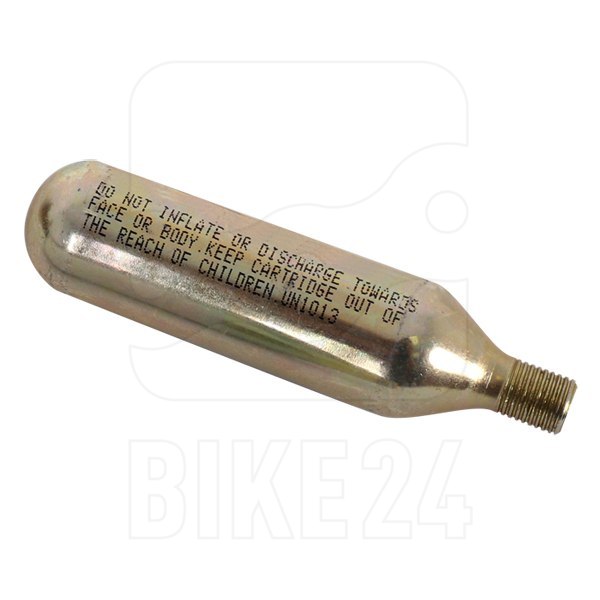 DO NOT INFLATE OR DISCHARGE TOWARDS
FACE OR BODY.KEEP CARTRIDGE OUT OF
THE REACH OF CHILDREN UN1013
BIKE24